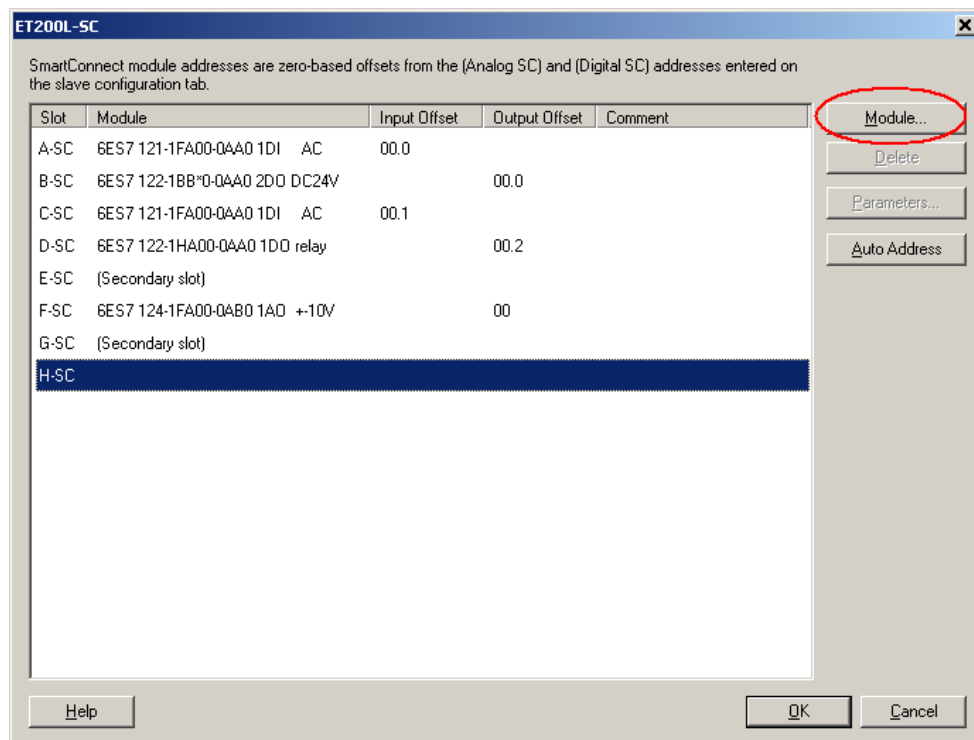 ET200L-SC
SmartConnect module addresses are zero-based offsets from the (Analog SC) and (Digital SC) addresses entered on
the slave configuration tab.
Slot Module Input Offset Output Offset Comment
A-SC 6ES7 121-1FA00-0AA0 1DI AC 00.0
B-SC 6ES7 122-1BB*0-0AA0 2DO DC24V 00.0
C-SC 6ES7 121-1FA00-0AA0 1DI AC 00.1
D-SC 6ES7 122-1HA00-0AA0 1DO relay 00.2
E-SC (Secondary slot)
F-SC 6ES7 124-1FA00-0AB0 1AO +-10V 00
G-SC (Secondary slot)
H-SC
Module...
Delete
Parameters...
Auto Address
Help
OK
Cancel